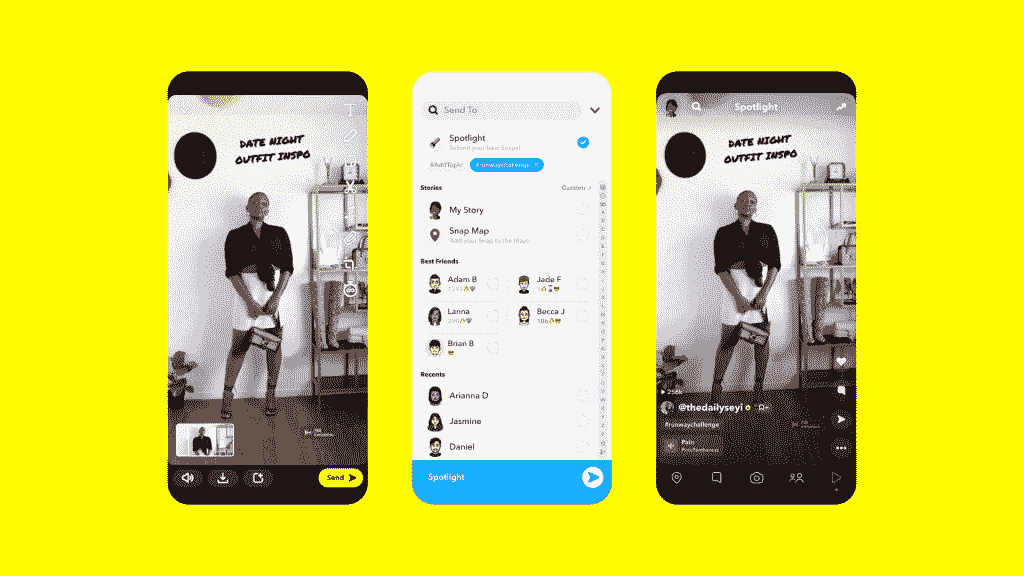 DATE NIGHT
OUTFIT INSPO
Send
Send To
Spotlight
Submit your best Snaps!
#AddTopic
#runwaychallenge
Stories
Custom
My Story
Snap Map
Add your Snap to the Map!
Best Friends
Adam B
Jade F
Lanna
Becca J
Brian B
Recents
Arianna D
Jasmine
Daniel
Spotlight
Spotlight
DATE NIGHT
OUTFIT INSPO
@thedailyseyi
#runwaychallenge
Pain
PinkPantheress